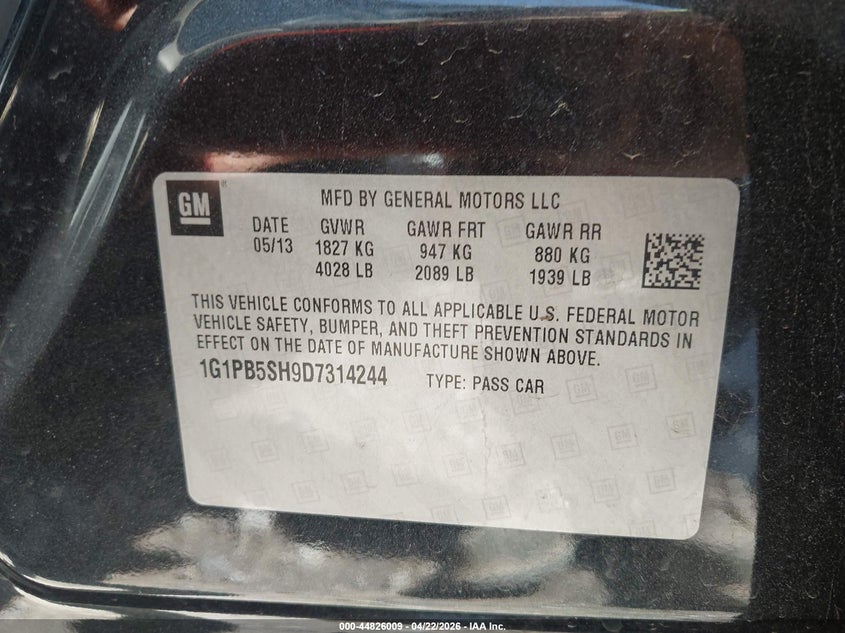 GM
MFD BY GENERAL MOTORS LLC
DATE GVWR GAWR FRT GAWR RR
05/13 1827 KG 947 KG 880 KG
4028 LB 2089 LB 1939 LB
THIS VEHICLE CONFORMS TO ALL APPLICABLE U.S. FEDERAL MOTOR
VEHICLE SAFETY, BUMPER, AND THEFT PREVENTION STANDARDS IN
EFFECT ON THE DATE OF MANUFACTURE SHOWN ABOVE.
1G1PB5SH9D7314244 TYPE: PASS CAR
000-44826009 - 04/22/2026 - IAA Inc.